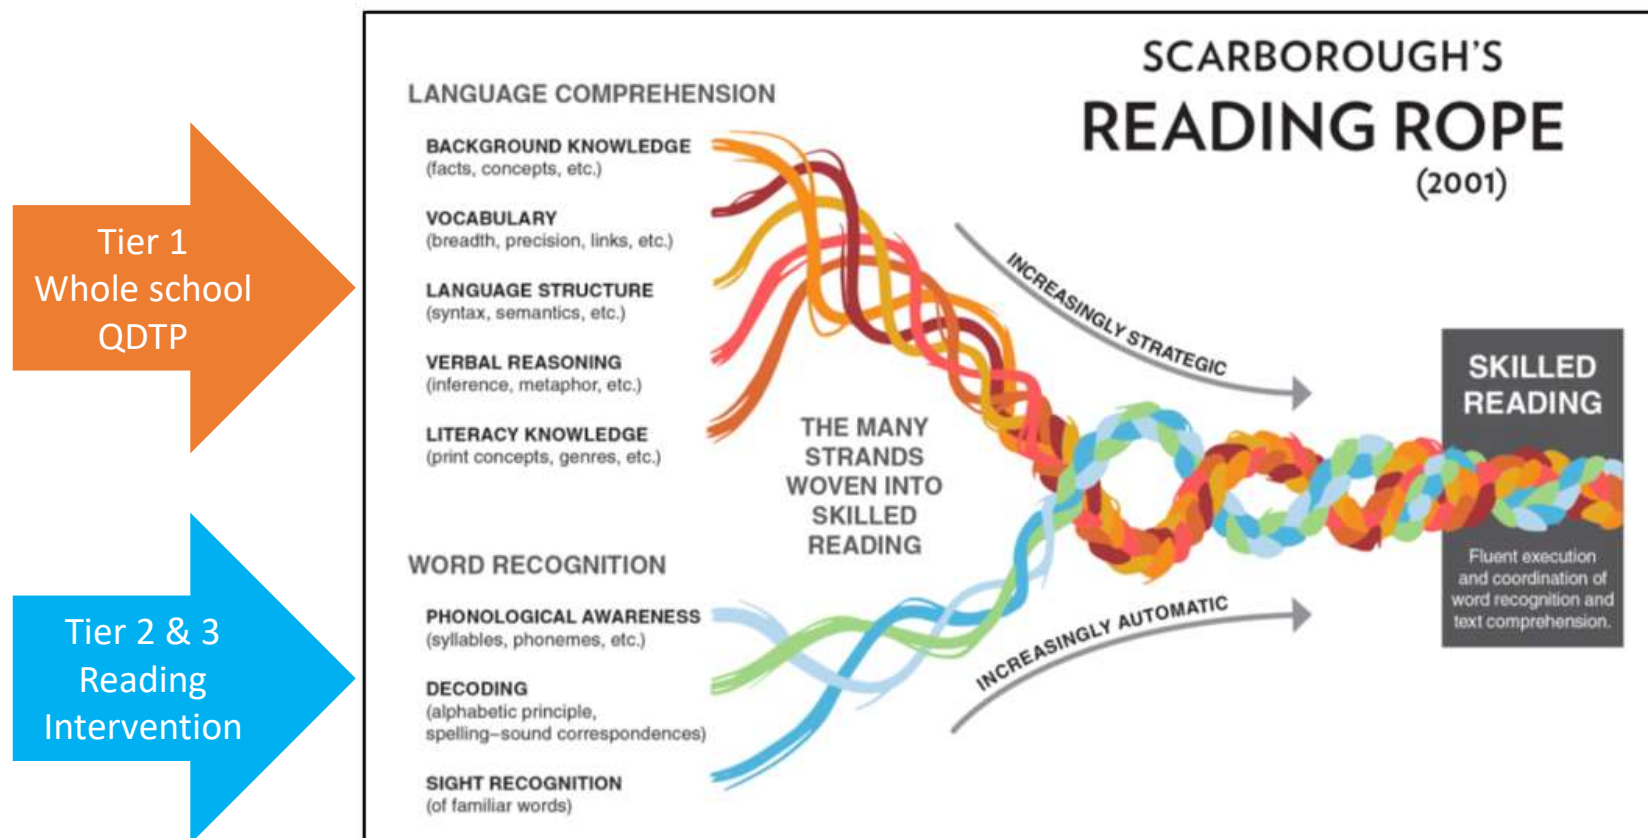 Tier 1
Whole school
QDTP
Tier 2 & 3
Reading
Intervention
SCARBOROUGH'S
READING ROPE
(2001)
LANGUAGE COMPREHENSION
BACKGROUND KNOWLEDGE
(facts, concepts, etc.)
VOCABULARY
(breadth, precision, links, etc.)
LANGUAGE STRUCTURE
(syntax, semantics, etc.)
VERBAL REASONING
(inference, metaphor, etc.)
LITERACY KNOWLEDGE
(print concepts, genres, etc.)
WORD RECOGNITION
PHONOLOGICAL AWARENESS
(syllables, phonemes, etc.)
DECODING
(alphabetic principle,
spelling–sound correspondences)
SIGHT RECOGNITION
(of familiar words)
THE MANY
STRANDS
WOVEN INTO
SKILLED
READING
INCREASINGLY STRATEGIC
INCREASINGLY AUTOMATIC
SKILLED
READING
Fluent execution
and coordination of
word recognition and
text comprehension.